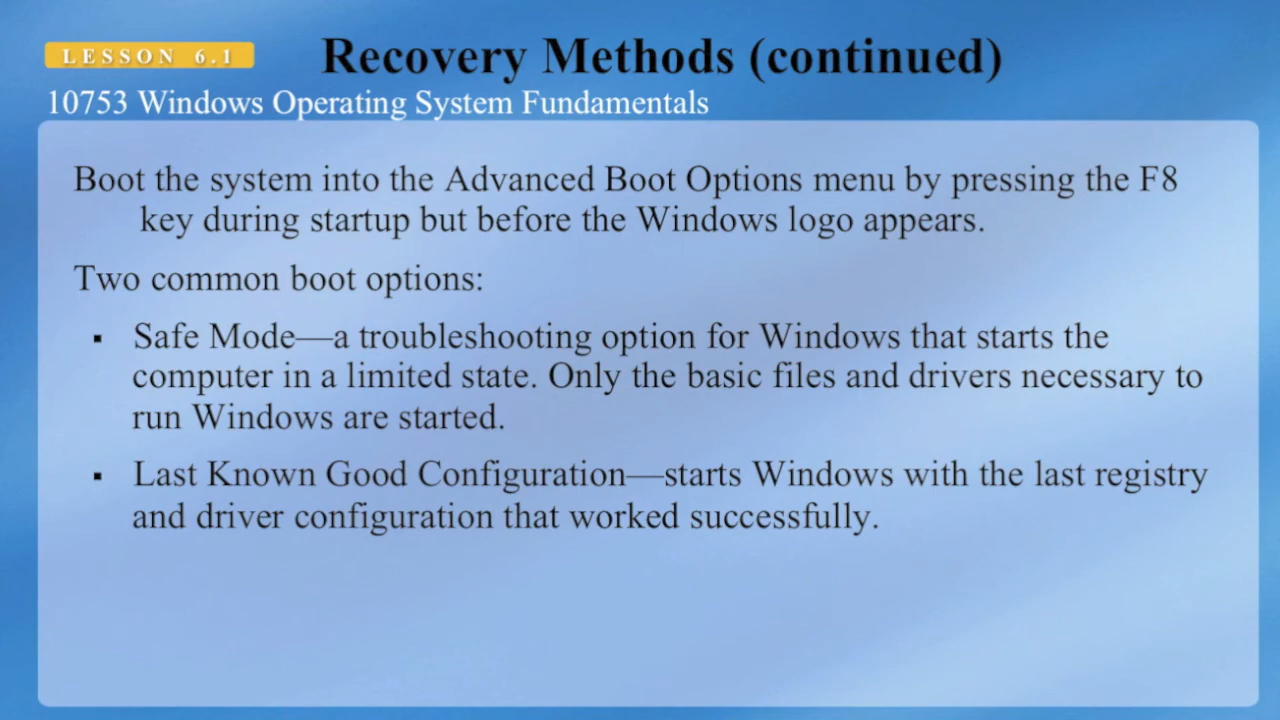 LESSON 6.1
Recovery Methods (continued)
10753 Windows Operating System Fundamentals
Boot the system into the Advanced Boot Options menu by pressing the F8
key during startup but before the Windows logo appears.
Two common boot options:
▪ Safe Mode—a troubleshooting option for Windows that starts the
computer in a limited state. Only the basic files and drivers necessary to
run Windows are started.
▪ Last Known Good Configuration—starts Windows with the last registry
and driver configuration that worked successfully.